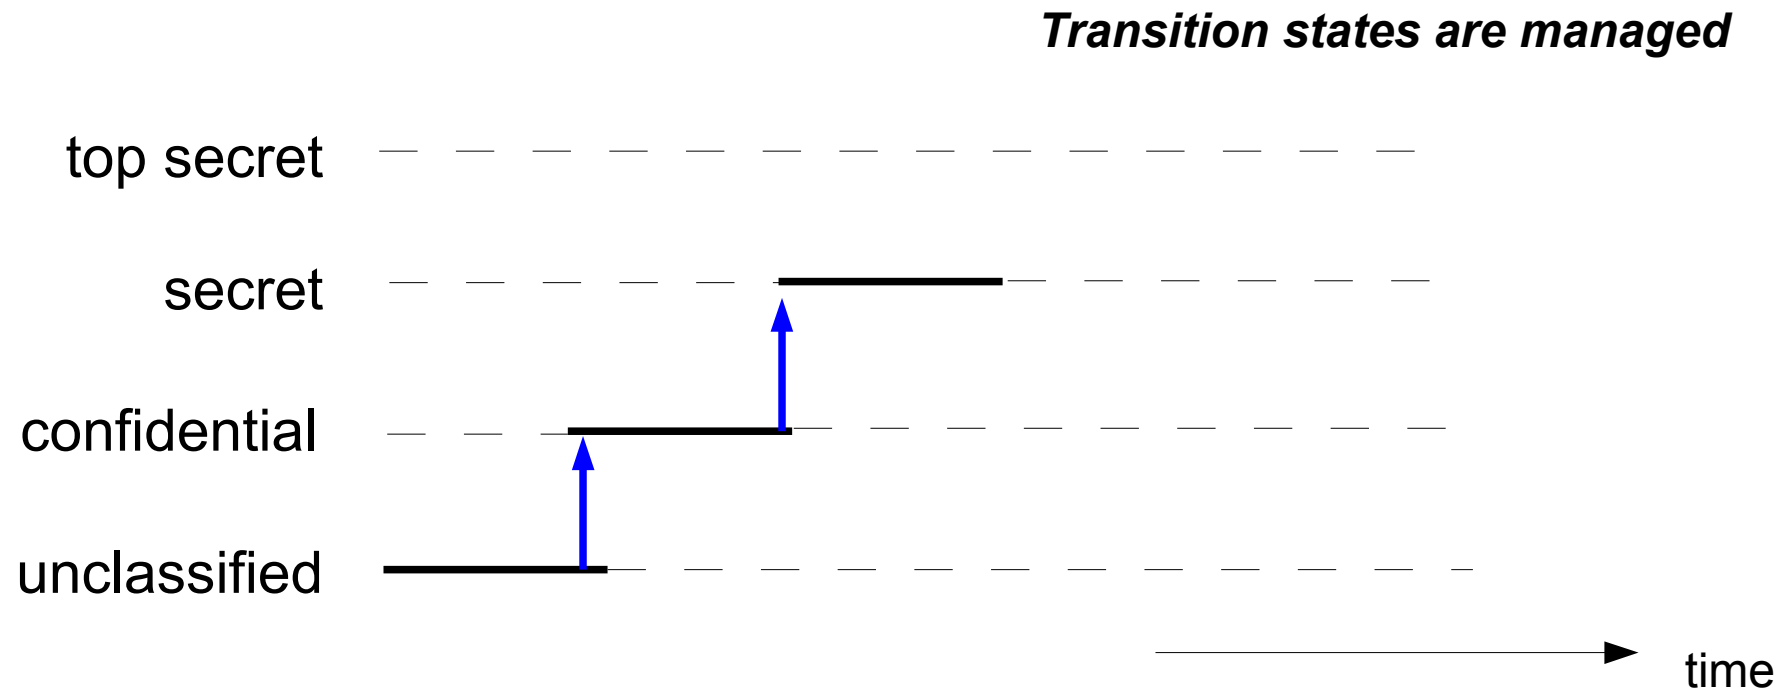 Transition states are managed
top secret
secret
confidential
unclassified
time